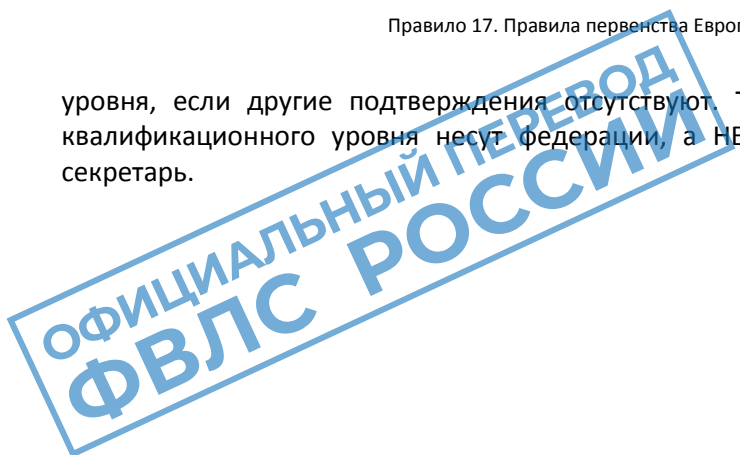 Правило 17. Правила первенства Европ
уровня, если другие подтверждения отсутствуют. Т
квалификационного уровня несут федерации, а НЕ
секретарь.
ОФИЦИАЛЬНЫЙ ПЕРЕВОД
ФВЛС РОССИИ